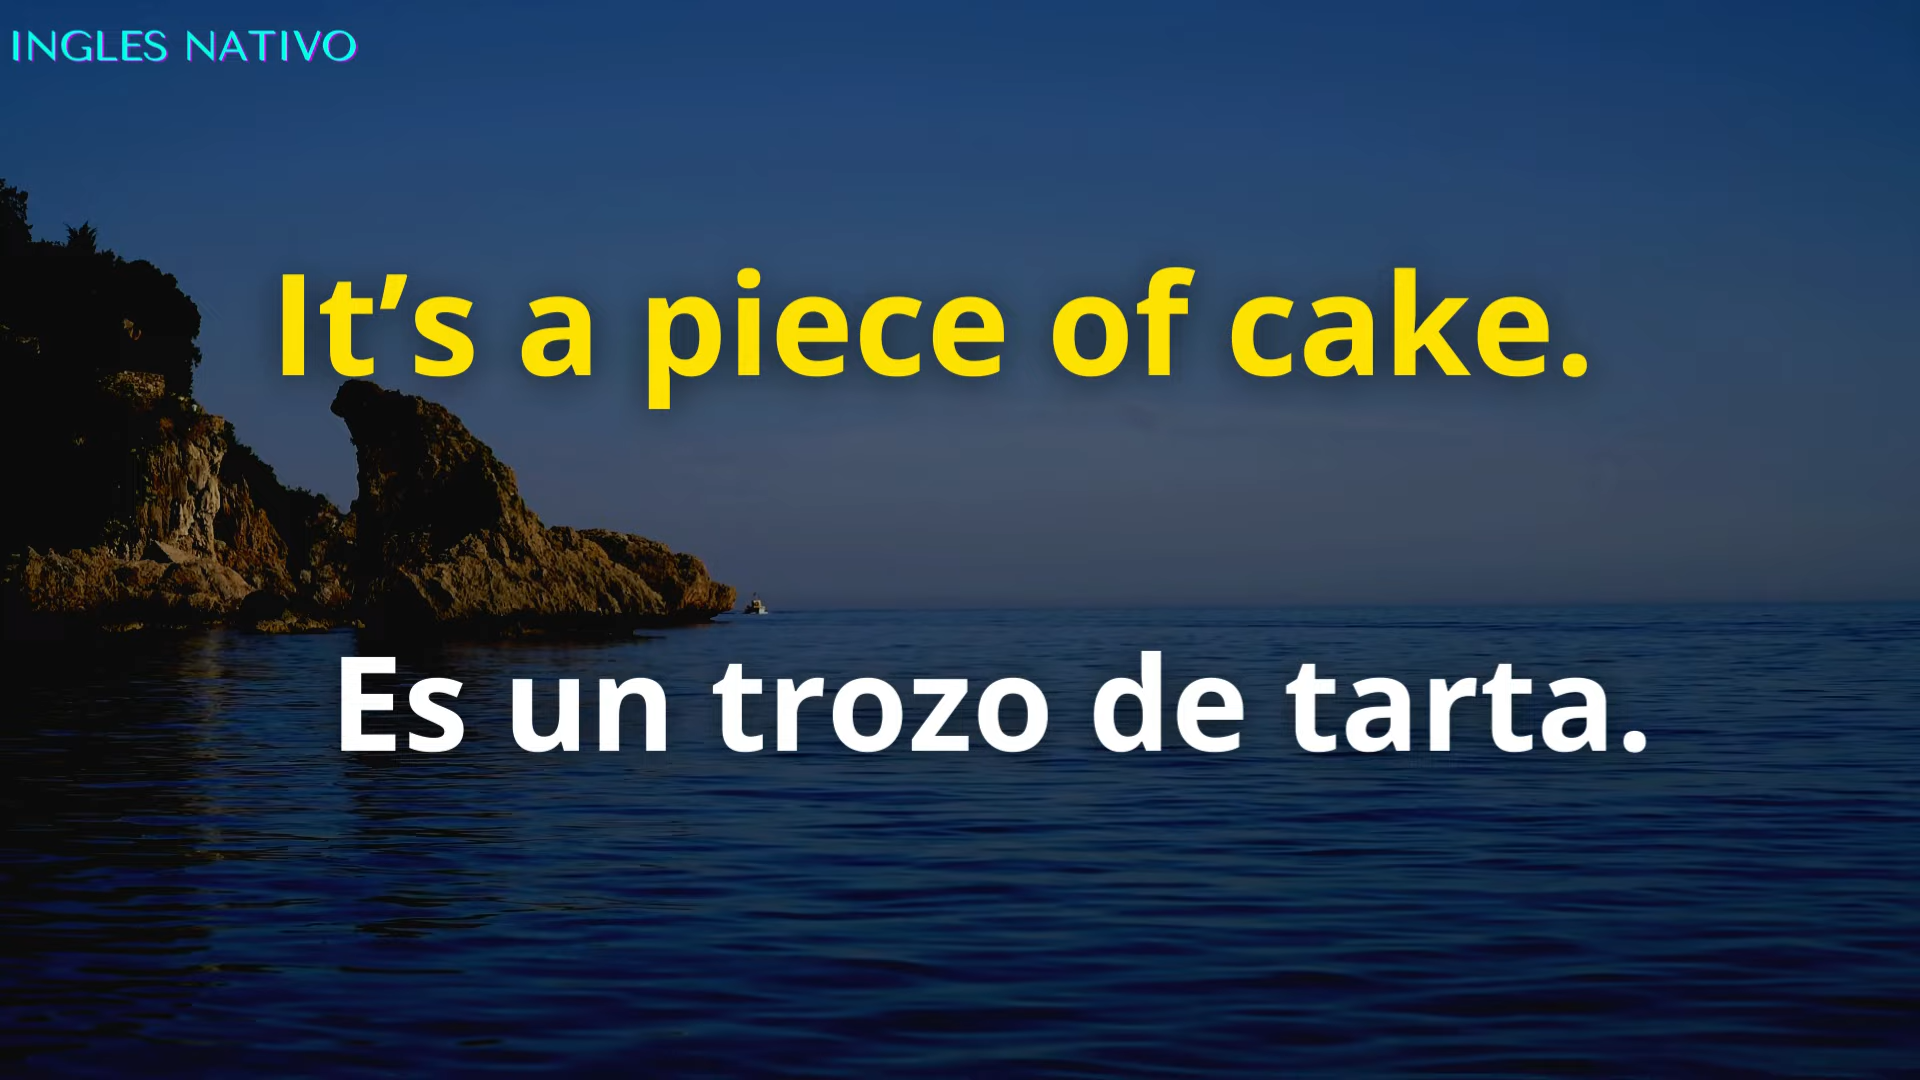 INGLES NATIVO
It’s a piece of cake.
Es un trozo de tarta.